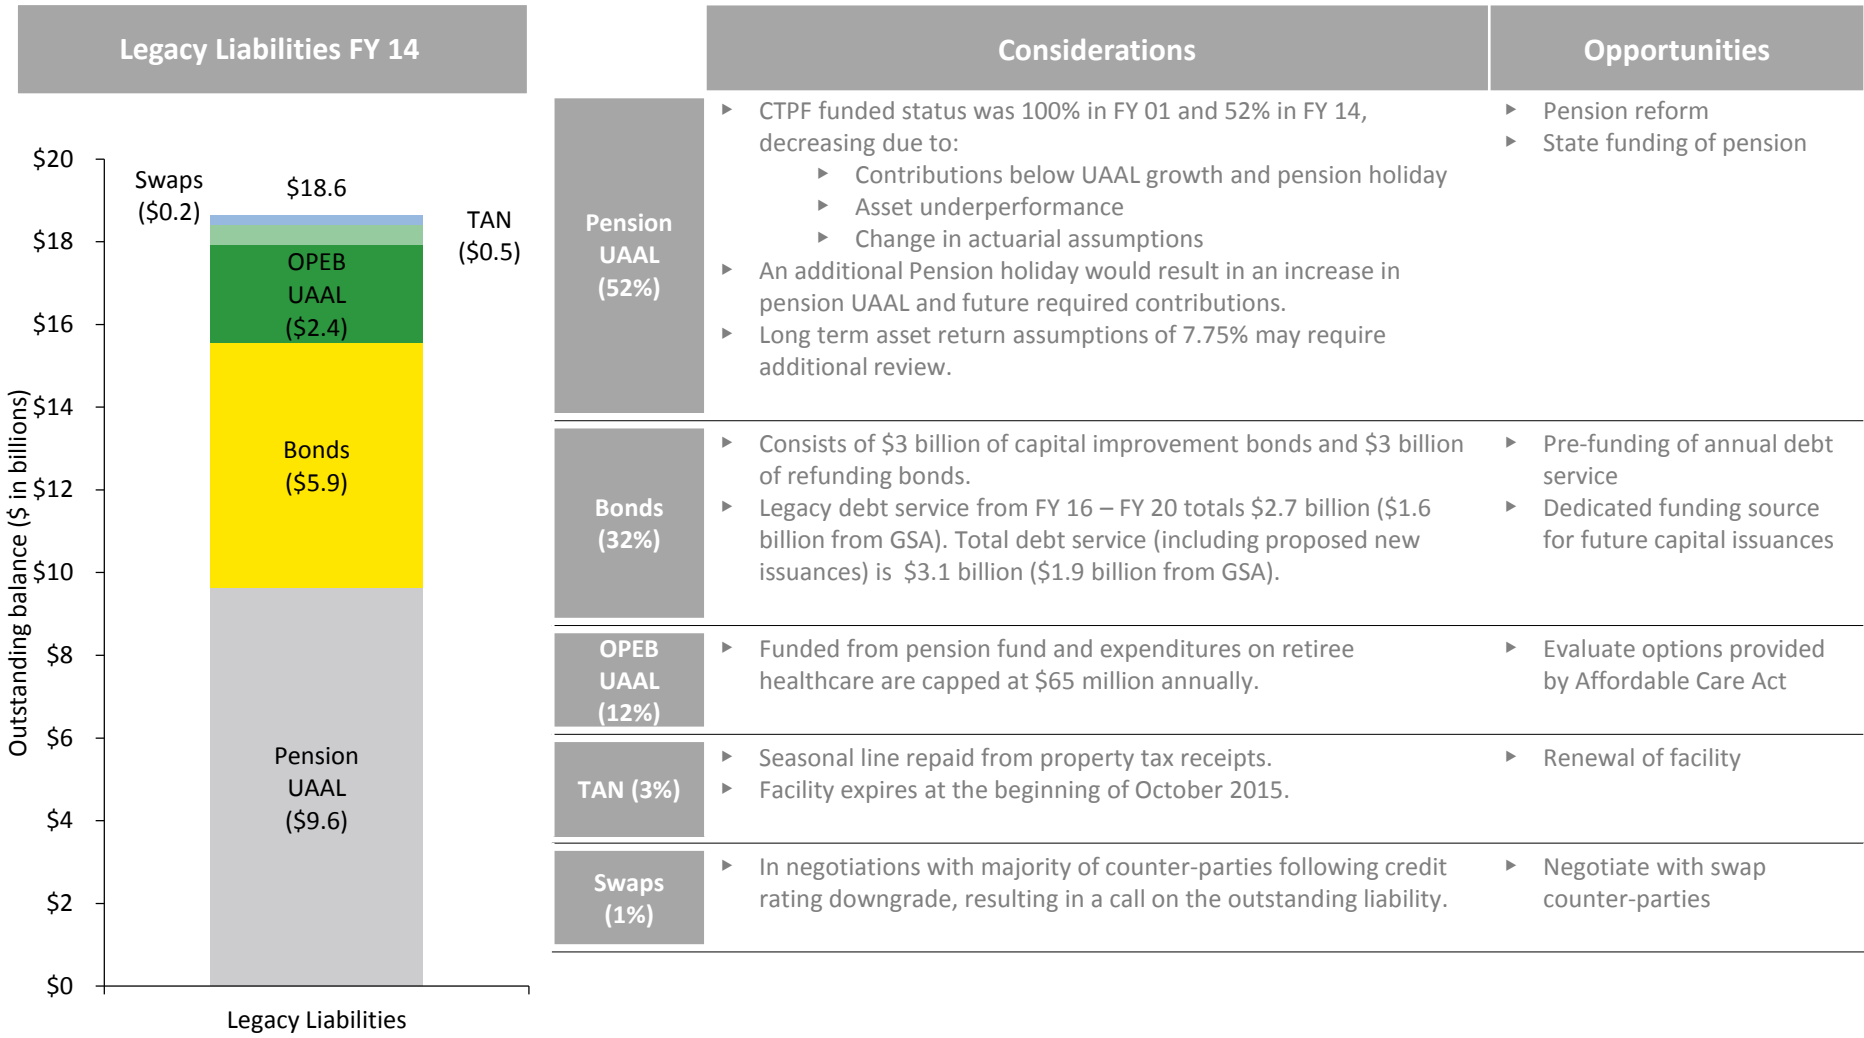 Legacy Liabilities FY 14
Outstanding balance ($ in billions)
$20
$18
$16
$14
$12
$10
$8
$6
$4
$2
$0
Swaps
($0.2)
$18.6
TAN
($0.5)
OPEB
UAAL
($2.4)
Bonds
($5.9)
Pension
UAAL
($9.6)
Legacy Liabilities
Considerations
Opportunities
Pension
UAAL
(52%)
▸ CTPF funded status was 100% in FY 01 and 52% in FY 14,
decreasing due to:
▸ Contributions below UAAL growth and pension holiday
▸ Asset underperformance
▸ Change in actuarial assumptions
▸ An additional Pension holiday would result in an increase in
pension UAAL and future required contributions.
▸ Long term asset return assumptions of 7.75% may require
additional review.
▸ Pension reform
▸ State funding of pension
Bonds
(32%)
▸ Consists of $3 billion of capital improvement bonds and $3 billion
of refunding bonds.
▸ Legacy debt service from FY 16 – FY 20 totals $2.7 billion ($1.6
billion from GSA). Total debt service (including proposed new
issuances) is $3.1 billion ($1.9 billion from GSA).
▸ Pre-funding of annual debt
service
▸ Dedicated funding source
for future capital issuances
OPEB
UAAL
(12%)
▸ Funded from pension fund and expenditures on retiree
healthcare are capped at $65 million annually.
▸ Evaluate options provided
by Affordable Care Act
TAN (3%)
▸ Seasonal line repaid from property tax receipts.
▸ Facility expires at the beginning of October 2015.
▸ Renewal of facility
Swaps
(1%)
▸ In negotiations with majority of counter-parties following credit
rating downgrade, resulting in a call on the outstanding liability.
▸ Negotiate with swap
counter-parties